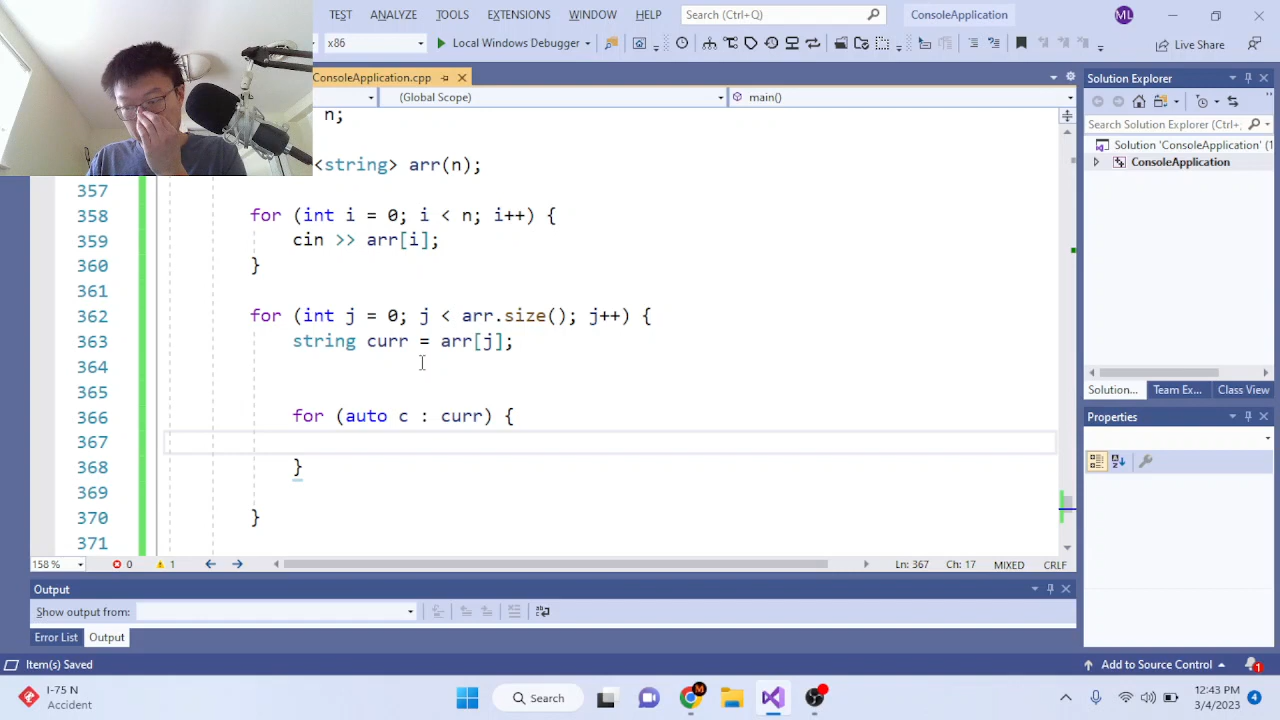 TEST ANALYZE TOOLS EXTENSIONS WINDOW HELP Search (Ctrl+Q) ConsoleApplication ML
x86 Local Windows Debugger Live Share
ConsoleApplication.cpp Solution Explorer
(Global Scope) main()
n; Search Solution Explorer (Ctrl+;
Solution 'ConsoleApplication' (1
<string> arr(n); ConsoleApplication
357
358 for (int i = 0; i < n; i++) {
359 cin >> arr[i];
360 }
361
362 for (int j = 0; j < arr.size(); j++) {
363 string curr = arr[j];
364
365 Solution... Team Ex... Class View
366 for (auto c : curr) { Properties
367
368 }
369
370 }
371
158 % 0 1 Ln: 367 Ch: 17 MIXED CRLF
Output
Show output from:
Error List Output
Item(s) Saved Add to Source Control 1
I-75 N Search 12:43 PM
Accident 3/4/2023 4